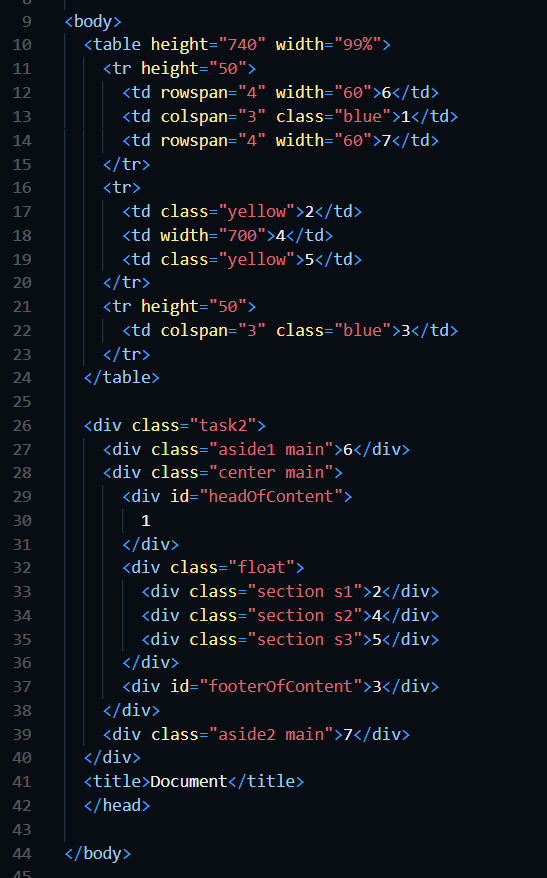 9 <body>
10 <table height="740" width="99%">
11 <tr height="50">
12 <td rowspan="4" width="60">6</td>
13 <td colspan="3" class="blue">1</td>
14 <td rowspan="4" width="60">7</td>
15 </tr>
16 <tr>
17 <td class="yellow">2</td>
18 <td width="700">4</td>
19 <td class="yellow">5</td>
20 </tr>
21 <tr height="50">
22 <td colspan="3" class="blue">3</td>
23 </tr>
24 </table>
25
26 <div class="task2">
27 <div class="aside1 main">6</div>
28 <div class="center main">
29 <div id="headOfContent">
30 1
31 </div>
32 <div class="float">
33 <div class="section s1">2</div>
34 <div class="section s2">4</div>
35 <div class="section s3">5</div>
36 </div>
37 <div id="footerOfContent">3</div>
38 </div>
39 <div class="aside2 main">7</div>
40 </div>
41 <title>Document</title>
42 </head>
43
44 </body>